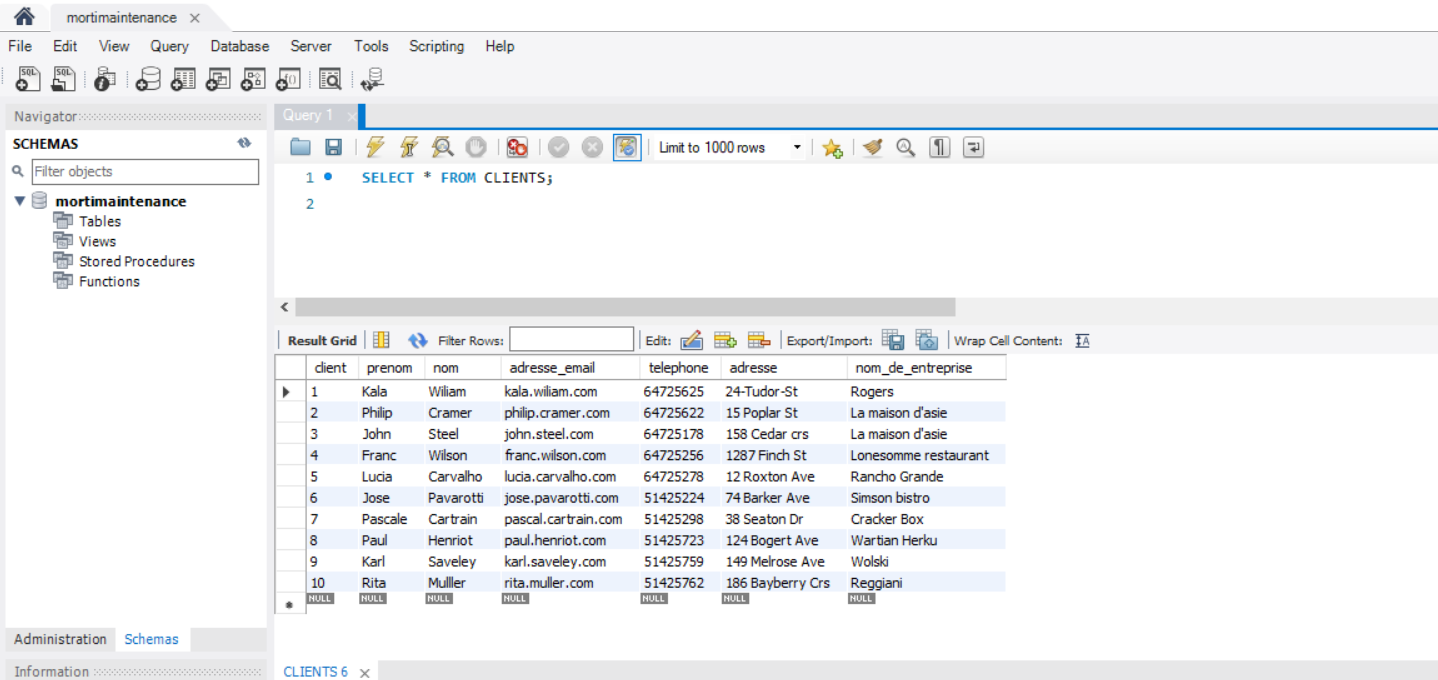 mortimaintenance
File Edit View Query Database Server Tools Scripting Help
Navigator
Query 1
SCHEMAS
Limit to 1000 rows
Filter objects
1 SELECT * FROM CLIENTS;
2
mortimaintenance
Tables
Views
Stored Procedures
Functions
Result Grid Filter Rows: Edit: Export/Import: Wrap Cell Content:
client prenom nom adresse_email telephone adresse nom_de_entreprise
1 Kala Wiliam kala.wiliam.com 64725625 24-Tudor-St Rogers
2 Philip Cramer philip.cramer.com 64725622 15 Poplar St La maison d'asie
3 John Steel john.steel.com 64725178 158 Cedar crs La maison d'asie
4 Franc Wilson franc.wilson.com 64725256 1287 Finch St Lonesomme restaurant
5 Lucia Carvalho lucia.carvalho.com 64725278 12 Roxton Ave Rancho Grande
6 Jose Pavarotti jose.pavarotti.com 51425224 74 Barker Ave Simson bistro
7 Pascale Cartrain pascal.cartrain.com 51425298 38 Seaton Dr Cracker Box
8 Paul Henriot paul.henriot.com 51425723 124 Bogert Ave Wartian Herku
9 Karl Saveley karl.saveley.com 51425759 149 Melrose Ave Wolski
10 Rita Mulller rita.muller.com 51425762 186 Bayberry Crs Reggiani
NULL NULL NULL NULL NULL NULL NULL
Administration Schemas
Information
CLIENTS 6